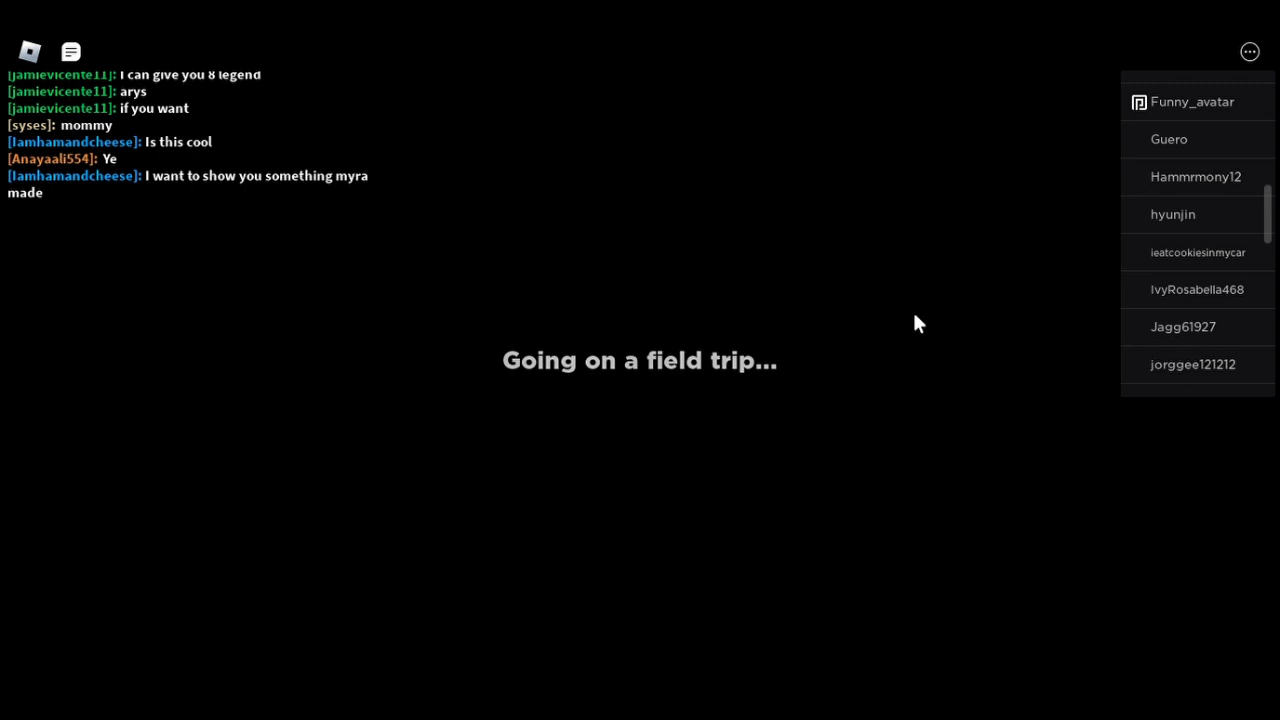 [jamievicente11]: I can give you 8 legend
[jamievicente11]: arys
[jamievicente11]: if you want
[syses]: mommy
[Iamhamandcheese]: Is this cool
[Anayaali554]: Ye
[Iamhamandcheese]: I want to show you something myra
made
Going on a field trip...
Funny_avatar
Guero
Hammrmony12
hyunjin
ieatcookiesinmycar
IvyRosabella468
Jagg61927
jorggee121212